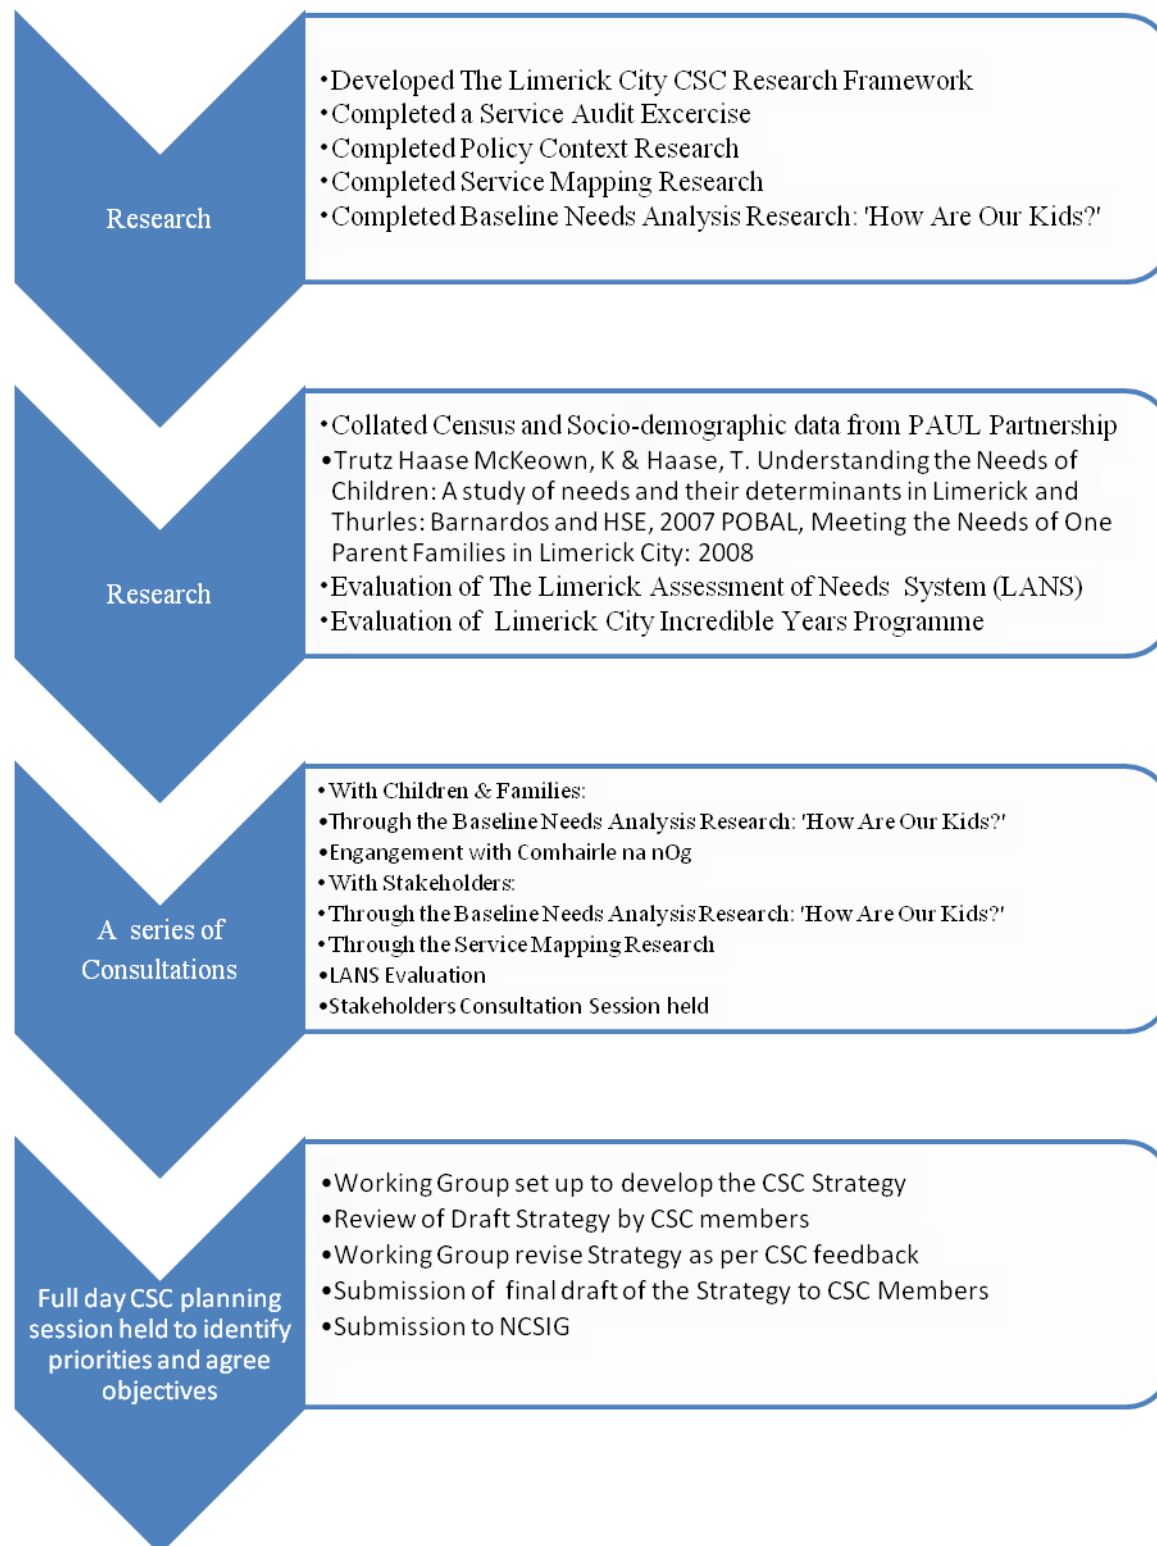 Research
•Developed The Limerick City CSC Research Framework
•Completed a Service Audit Excercise
•Completed Policy Context Research
•Completed Service Mapping Research
•Completed Baseline Needs Analysis Research: 'How Are Our Kids?'
Research
•Collated Census and Socio-demographic data from PAUL Partnership
•Trutz Haase McKeown, K & Haase, T. Understanding the Needs of
Children: A study of needs and their determinants in Limerick and
Thurles: Barnardos and HSE, 2007 POBAL, Meeting the Needs of One
Parent Families in Limerick City: 2008
•Evaluation of The Limerick Assessment of Needs System (LANS)
•Evaluation of Limerick City Incredible Years Programme
A series of
Consultations
•With Children & Families:
•Through the Baseline Needs Analysis Research: 'How Are Our Kids?'
•Engangement with Comhairle na nOg
•With Stakeholders:
•Through the Baseline Needs Analysis Research: 'How Are Our Kids?'
•Through the Service Mapping Research
•LANS Evaluation
•Stakeholders Consultation Session held
Full day CSC planning
session held to identify
priorities and agree
objectives
•Working Group set up to develop the CSC Strategy
•Review of Draft Strategy by CSC members
•Working Group revise Strategy as per CSC feedback
•Submission of final draft of the Strategy to CSC Members
•Submission to NCSIG